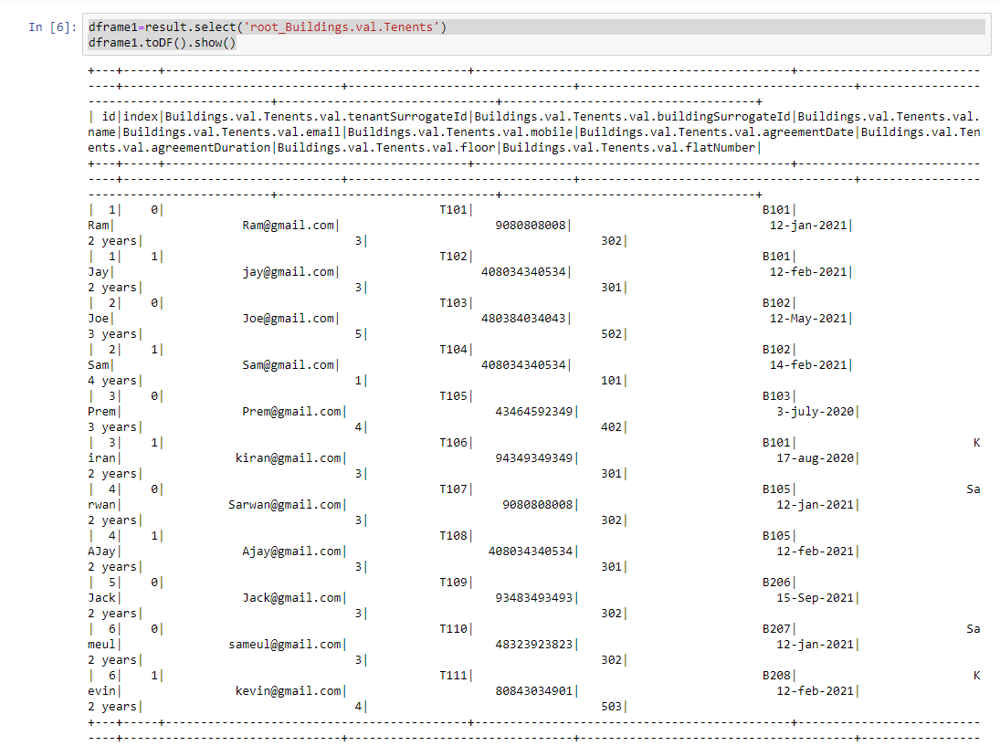 In [6]: dframe1=result.select('root_Buildings.val.Tenents')
dframe1.toDF().show()
+---+-----+--------------------------------------------+----------------------------------------------+--------------------------
----+--------------------------------+---------------------------------+----------------------------------------+-----------------
--------------------------+--------------------------------+-------------------------------------+
| id|index|Buildings.val.Tenents.val.tenantSurrogateId|Buildings.val.Tenents.val.buildingSurrogateId|Buildings.val.Tenents.val.
name|Buildings.val.Tenents.val.email|Buildings.val.Tenents.val.mobile|Buildings.val.Tenents.val.agreementDate|Buildings.val.Ten
ents.val.agreementDuration|Buildings.val.Tenents.val.floor|Buildings.val.Tenents.val.flatNumber|
+---+-----+--------------------------------------------+----------------------------------------------+--------------------------
----+--------------------------------+---------------------------------+----------------------------------------+-----------------
--------------------------+--------------------------------+-------------------------------------+
| 1| 0| T101| B101|
Ram| Ram@gmail.com| 9080808008| 12-jan-2021|
2 years| 3| 302|
| 1| 1| T102| B101|
Jay| jay@gmail.com| 408034340534| 12-feb-2021|
2 years| 3| 301|
| 2| 0| T103| B102|
Joe| Joe@gmail.com| 480384034043| 12-May-2021|
3 years| 5| 502|
| 2| 1| T104| B102|
Sam| Sam@gmail.com| 408034340534| 14-feb-2021|
4 years| 1| 101|
| 3| 0| T105| B103|
Prem| Prem@gmail.com| 43464592349| 3-july-2020|
3 years| 4| 402|
| 3| 1| T106| B101| K
iran| kiran@gmail.com| 94349349349| 17-aug-2020|
2 years| 3| 301|
| 4| 0| T107| B105| Sa
rwan| Sarwan@gmail.com| 9080808008| 12-jan-2021|
2 years| 3| 302|
| 4| 1| T108| B105|
AJay| Ajay@gmail.com| 408034340534| 12-feb-2021|
2 years| 3| 301|
| 5| 0| T109| B206|
Jack| Jack@gmail.com| 93483493493| 15-Sep-2021|
2 years| 3| 302|
| 6| 0| T110| B207| Sa
meul| sameul@gmail.com| 48323923823| 12-jan-2021|
2 years| 3| 302|
| 6| 1| T111| B208| K
evin| kevin@gmail.com| 80843034901| 12-feb-2021|
2 years| 4| 503|
+---+-----+--------------------------------------------+----------------------------------------------+--------------------------
----+--------------------------------+---------------------------------+----------------------------------------+-----------------